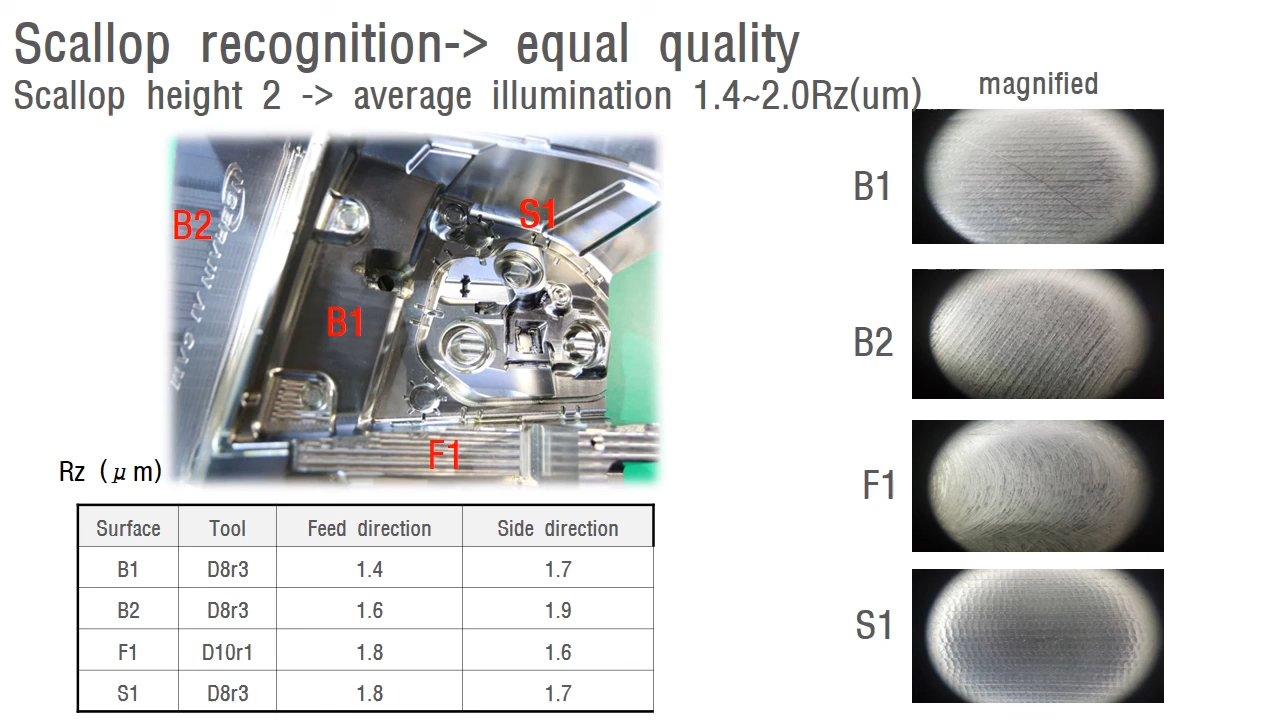 Scallop recognition-> equal quality
Scallop height 2 -> average illumination 1.4~2.0Rz(um)
magnified
B1
B2
F1
S1
B2
S1
B1
F1
Rz (μm)
Surface Tool Feed direction Side direction
B1 D8r3 1.4 1.7
B2 D8r3 1.6 1.9
F1 D10r1 1.8 1.6
S1 D8r3 1.8 1.7